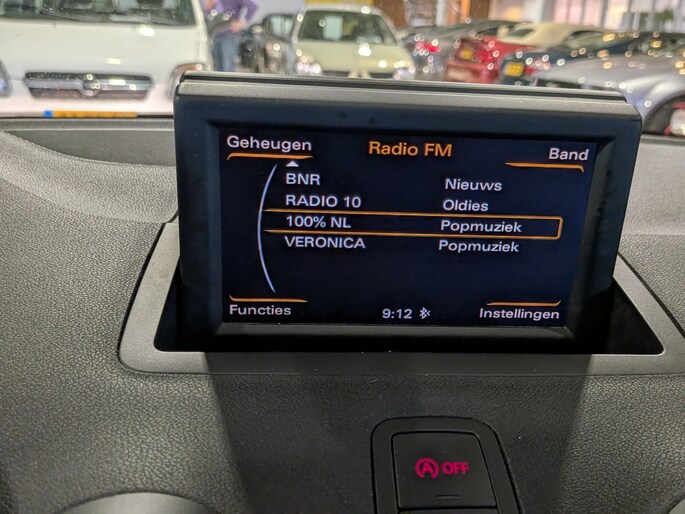 Geheugen Radio FM Band
BNR Nieuws
RADIO 10 Oldies
100% NL Popmuziek
VERONICA Popmuziek
Functies 9:12 Instellingen
A OFF